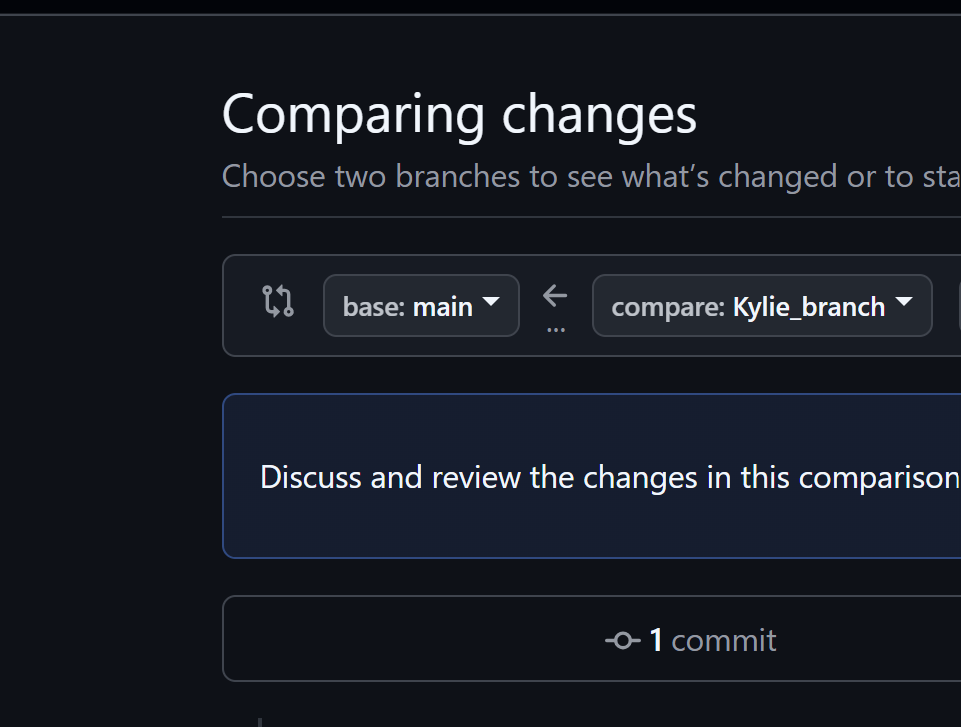 Comparing changes
Choose two branches to see what’s changed or to sta
base: main
...
compare: Kylie_branch
Discuss and review the changes in this comparison
1 commit